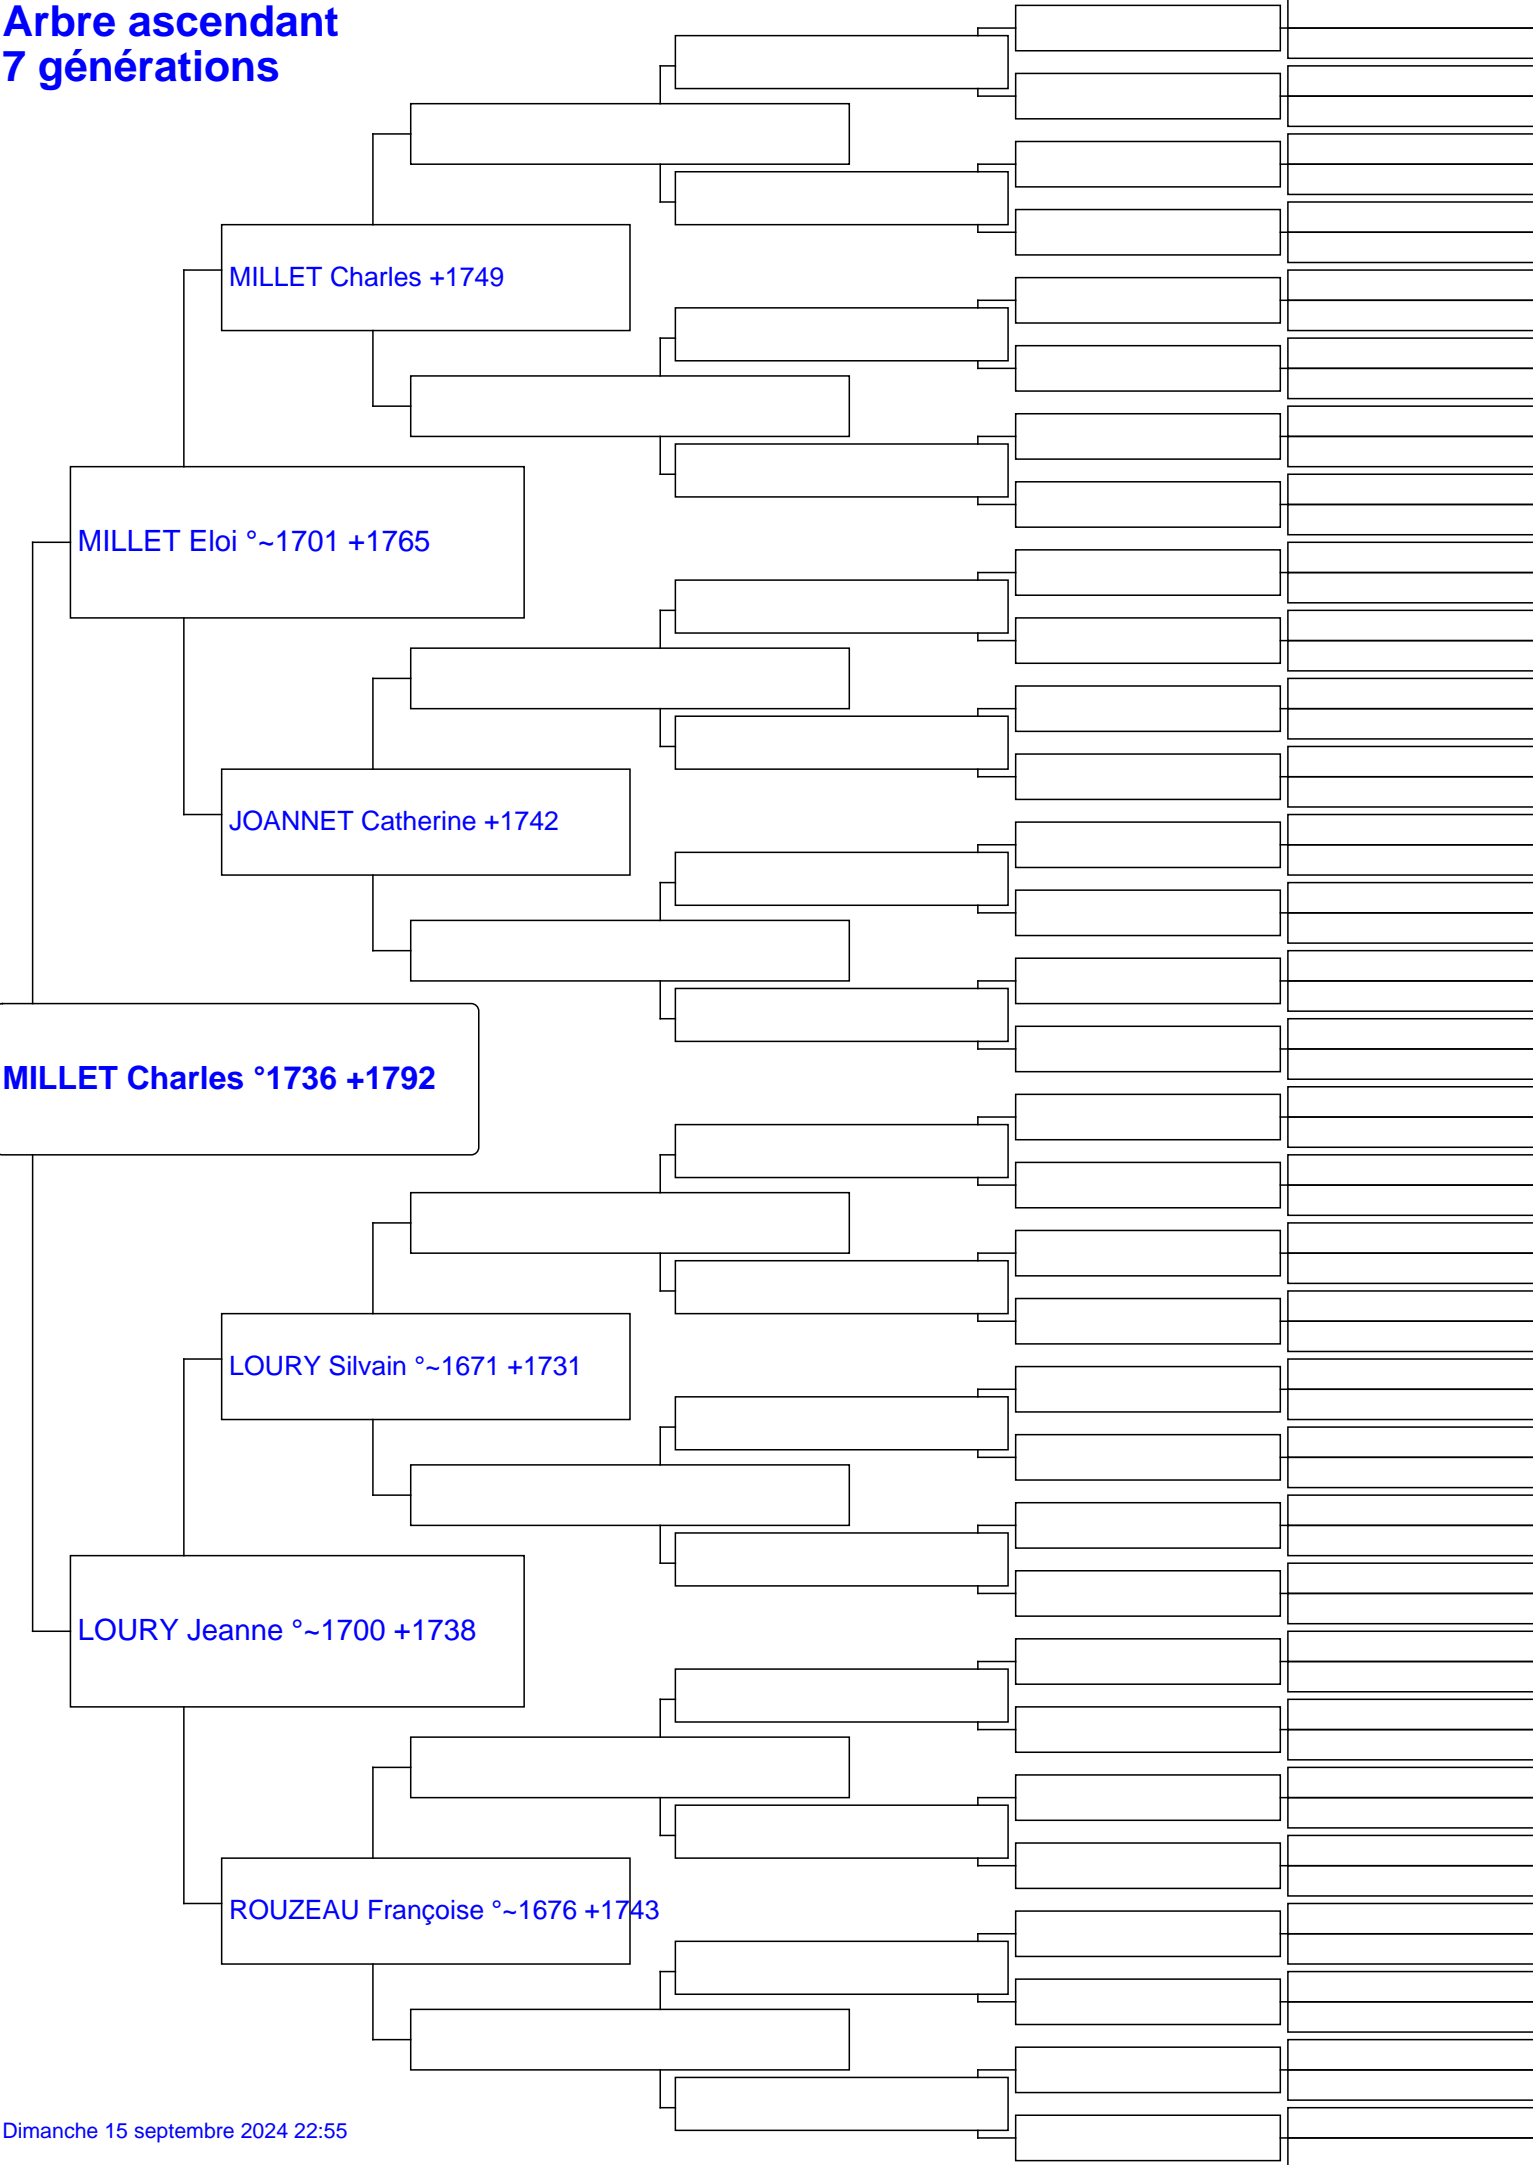 Arbre ascendant
7 générations
MILLET Charles +1749
MILLET Eloi °~1701 +1765
JOANNET Catherine +1742
MILLET Charles °1736 +1792
LOURY Silvain °~1671 +1731
LOURY Jeanne °~1700 +1738
ROUZEAU Françoise °~1676 +1743
Dimanche 15 septembre 2024 22:55